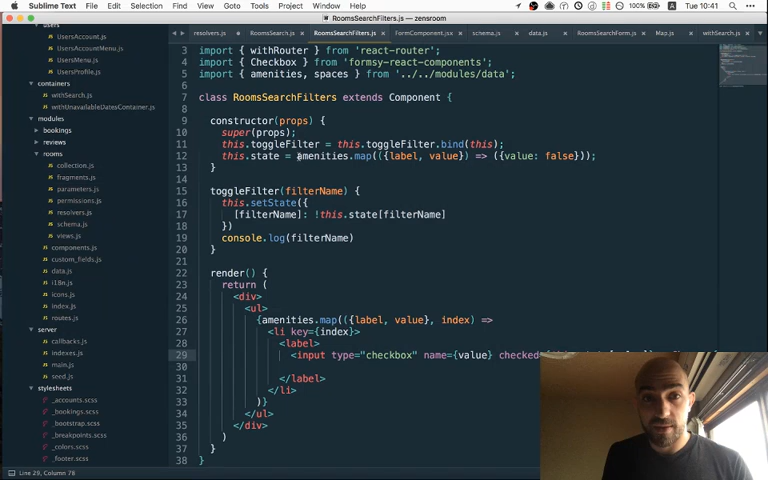 Sublime Text File Edit Selection Find View Goto Tools Project Window Help 100% Tue 10:41
RoomsSearchFilters.js — zensroom
resolvers.js RoomsSearch.js RoomsSearchFilters.js FormComponent.jsx schema.js data.js RoomsSearchForm.js Map.js withSearch.js
users
UsersAccount.js
UsersAccountMenu.js
UsersMenu.js
UsersProfile.js
containers
withSearch.js
withUnavailableDatesContainer.js
modules
bookings
reviews
rooms
collection.js
fragments.js
parameters.js
permissions.js
resolvers.js
schema.js
views.js
components.js
custom_fields.js
data.js
i18n.js
icons.js
index.js
routes.js
server
callbacks.js
indexes.js
main.js
seed.js
stylesheets
_accounts.scss
_bookings.scss
_bootstrap.scss
_breakpoints.scss
_colors.scss
_footer.scss
3 import { withRouter } from 'react-router';
4 import { Checkbox } from 'formsy-react-components';
5 import { amenities, spaces } from '../../modules/data';
6
7 class RoomsSearchFilters extends Component {
8
9 constructor(props) {
10 super(props);
11 this.toggleFilter = this.toggleFilter.bind(this);
12 this.state = amenities.map(({label, value}) => ({value: false}));
13 }
14
15 toggleFilter(filterName) {
16 this.setState({
17 [filterName]: !this.state[filterName]
18 })
19 console.log(filterName)
20 }
21
22 render() {
23 return (
24 <div>
25 <ul>
26 {amenities.map(({label, value}, index) =>
27 <li key={index}>
28 <label>
29 <input type="checkbox" name={value} checked
30
31 </label>
32 </li>
33 )}
34 </ul>
35 </div>
36 )
37 }
38 }
Line 29, Column 78